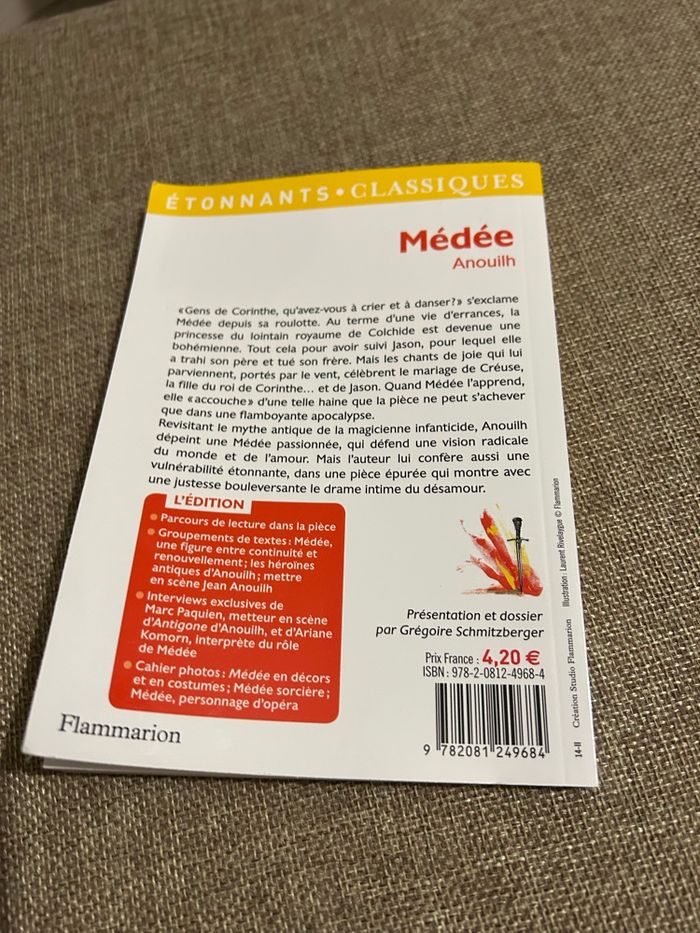 ÉTONNANTS • CLASSIQUES
Médée
Anouilh
« Gens de Corinthe, qu'avez-vous à crier et à danser ? » s'exclame
Médée depuis sa roulotte. Au terme d'une vie d'errances, la
princesse du lointain royaume de Colchide est devenue une
bohémienne. Tout cela pour avoir suivi Jason, pour lequel elle
a trahi son père et tué son frère. Mais les chants de joie qui lui
parviennent, portés par le vent, célèbrent le mariage de Créuse,
la fille du roi de Corinthe... et de Jason. Quand Médée l'apprend,
elle « accouche » d'une telle haine que la pièce ne peut s'achever
que dans une flamboyante apocalypse.
Revisitant le mythe antique de la magicienne infanticide, Anouilh
dépeint une Médée passionnée, qui défend une vision radicale
du monde et de l'amour. Mais l'auteur lui confère aussi une
vulnérabilité étonnante, dans une pièce épurée qui montre avec
une justesse bouleversante le drame intime du désamour.
L'ÉDITION
• Parcours de lecture dans la pièce
• Groupements de textes : Médée,
une figure entre continuité et
renouvellement ; les héroïnes
antiques d'Anouilh ; mettre
en scène Jean Anouilh
• Interviews exclusives de
Marc Paquien, metteur en scène
d'Antigone d'Anouilh, et d'Ariane
Komorn, interprète du rôle
de Médée
• Cahier photos : Médée en décors
et en costumes ; Médée sorcière ;
Médée, personnage d'opéra
Flammarion
Présentation et dossier
par Grégoire Schmitzberger
Prix France : 4,20 €
ISBN : 978-2-0812-4968-4
9 782081 249684
14-II Création Studio Flammarion Illustration : Laurent Rivelaygue © Flammarion